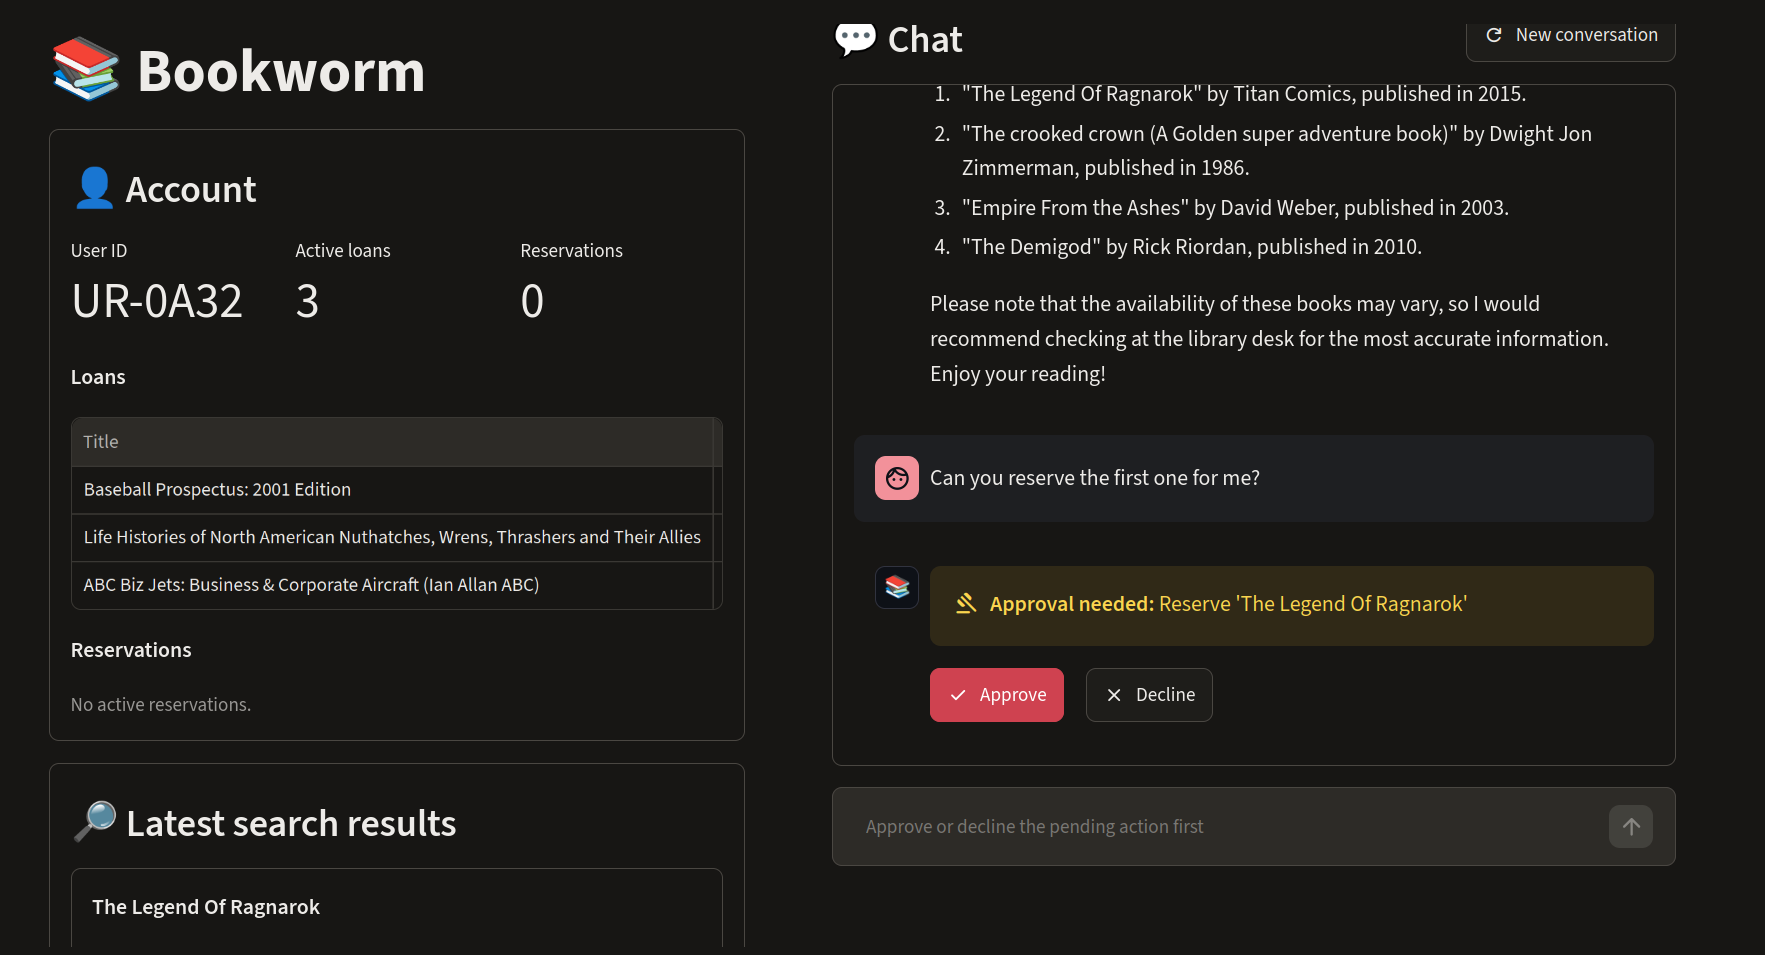 Bookworm
Account
User ID
Active loans
Reservations
UR-0A32
3
0
Loans
Title
Baseball Prospectus: 2001 Edition
Life Histories of North American Nuthatches, Wrens, Thrashers and Their Allies
ABC Biz Jets: Business & Corporate Aircraft (Ian Allan ABC)
Reservations
No active reservations.
Latest search results
The Legend Of Ragnarok
Chat
New conversation
1. "The Legend Of Ragnarok" by Titan Comics, published in 2015.
2. "The crooked crown (A Golden super adventure book)" by Dwight Jon
Zimmerman, published in 1986.
3. "Empire From the Ashes" by David Weber, published in 2003.
4. "The Demigod" by Rick Riordan, published in 2010.
Please note that the availability of these books may vary, so I would
recommend checking at the library desk for the most accurate information.
Enjoy your reading!
Can you reserve the first one for me?
Approval needed: Reserve 'The Legend Of Ragnarok'
Approve
Decline
Approve or decline the pending action first